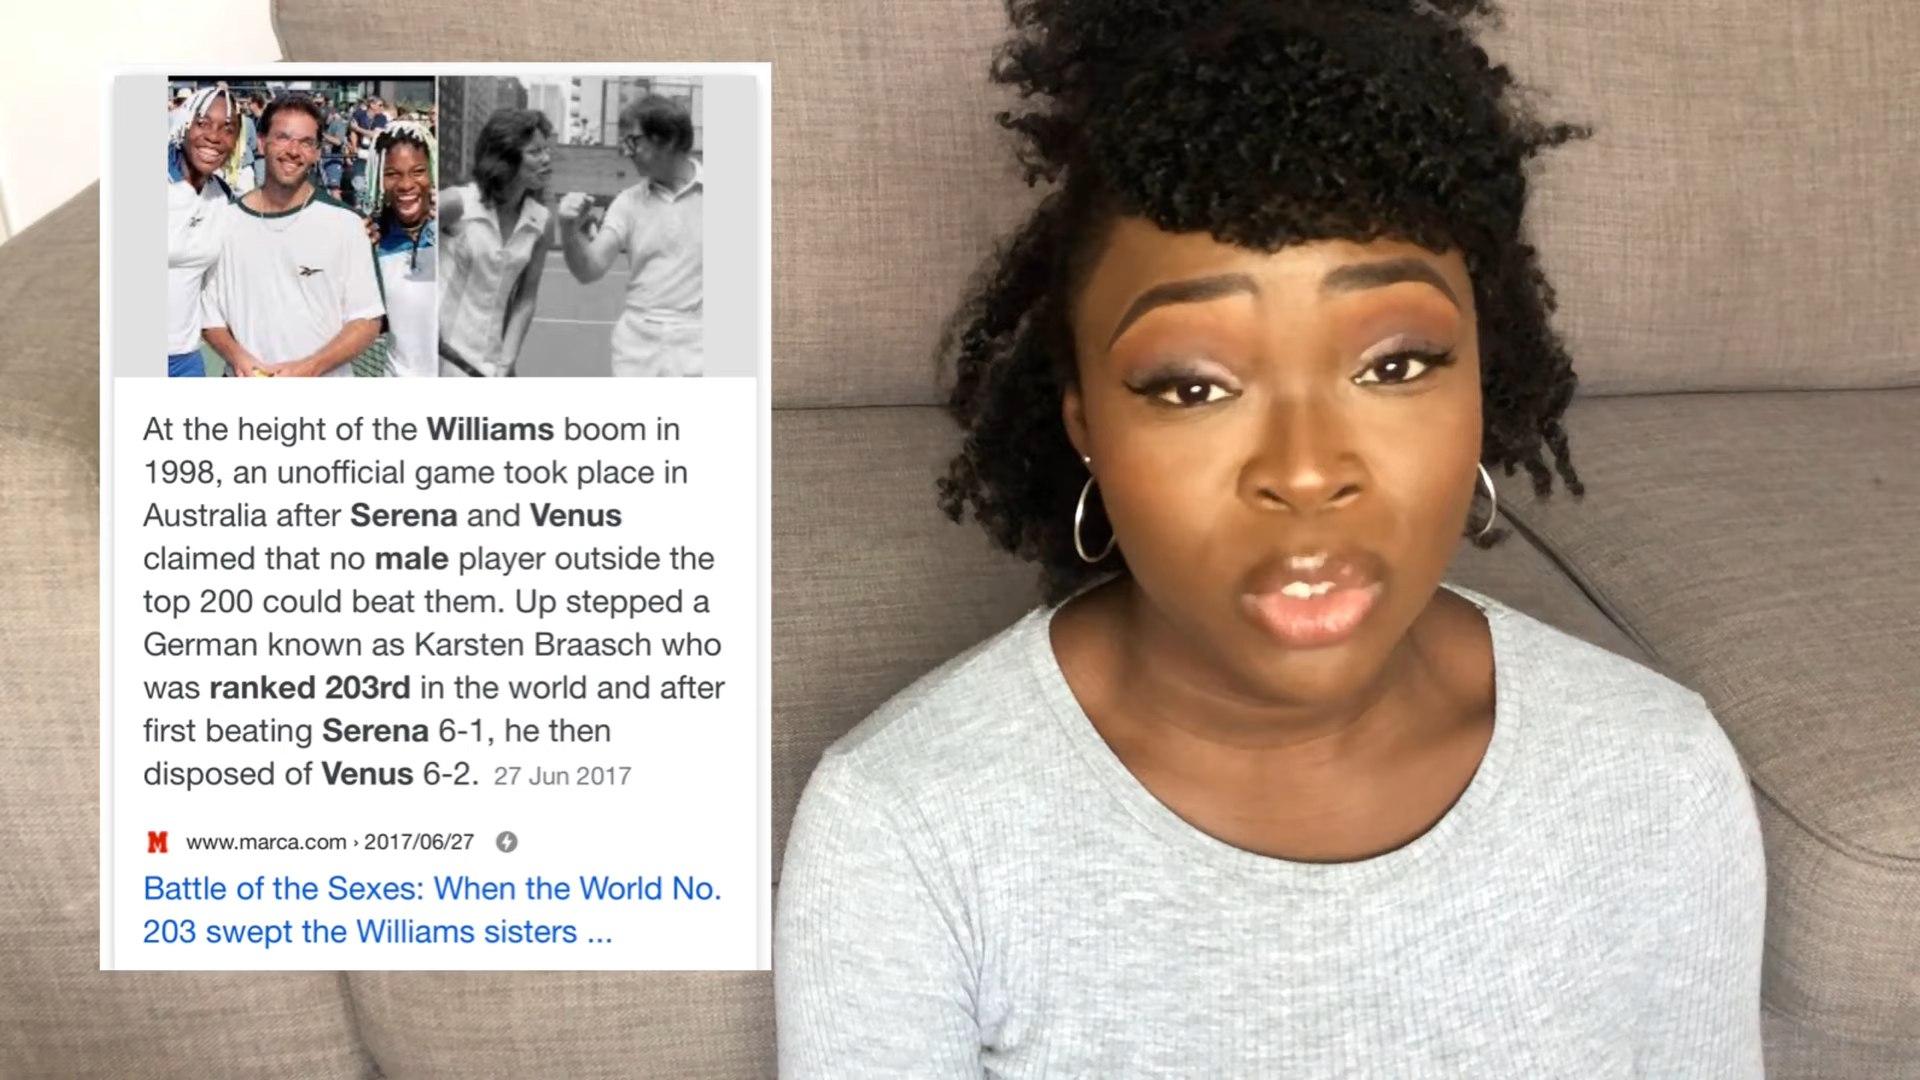 At the height of the Williams boom in
1998, an unofficial game took place in
Australia after Serena and Venus
claimed that no male player outside the
top 200 could beat them. Up stepped a
German known as Karsten Braasch who
was ranked 203rd in the world and after
first beating Serena 6-1, he then
disposed of Venus 6-2. 27 Jun 2017
M www.marca.com › 2017/06/27
Battle of the Sexes: When the World No.
203 swept the Williams sisters ...